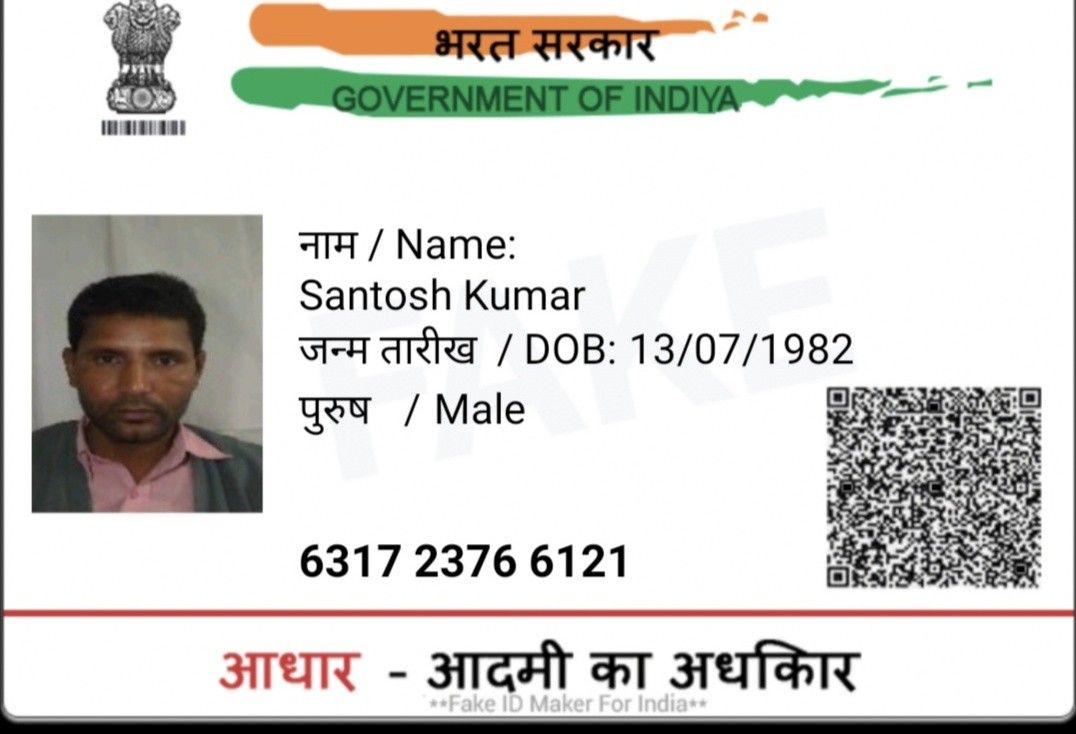 भरत सरकार
GOVERNMENT OF INDIYA
नाम / Name:
Santosh Kumar
जन्म तारीख / DOB: 13/07/1982
पुरुष / Male
FAKE
6317 2376 6121
आधार - आदमी का अधकिार
**Fake ID Maker For India**